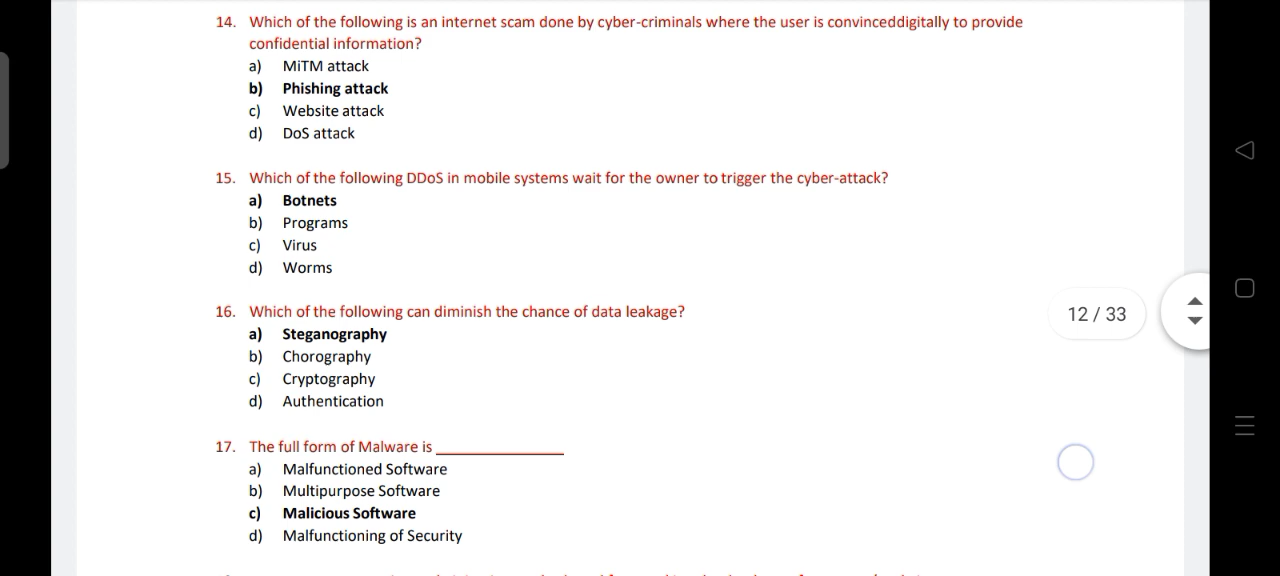 14. Which of the following is an internet scam done by cyber-criminals where the user is convinceddigitally to provide
confidential information?
a) MiTM attack
b) Phishing attack
c) Website attack
d) DoS attack
15. Which of the following DDoS in mobile systems wait for the owner to trigger the cyber-attack?
a) Botnets
b) Programs
c) Virus
d) Worms
16. Which of the following can diminish the chance of data leakage?
a) Steganography
b) Chorography
c) Cryptography
d) Authentication
12 / 33
17. The full form of Malware is ______________
a) Malfunctioned Software
b) Multipurpose Software
c) Malicious Software
d) Malfunctioning of Security